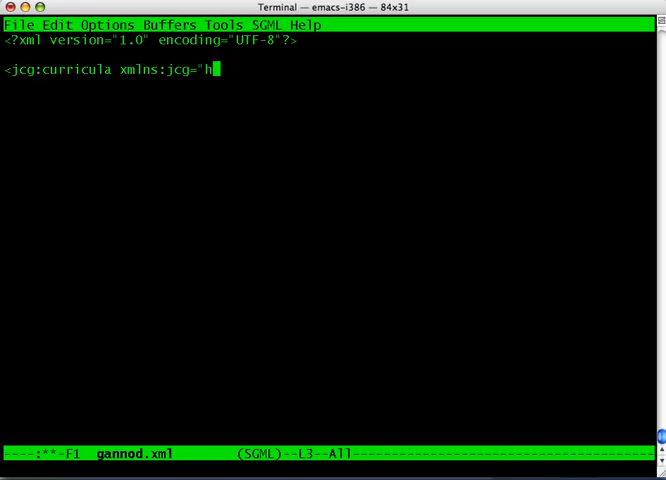 Terminal — emacs-i386 — 84x31
File Edit Options Buffers Tools SGML Help
<?xml version="1.0" encoding="UTF-8"?>
<jcg:curricula xmlns:jcg="h
----:**-F1  gannod.xml          (SGML)--L3--All----------------------------------------